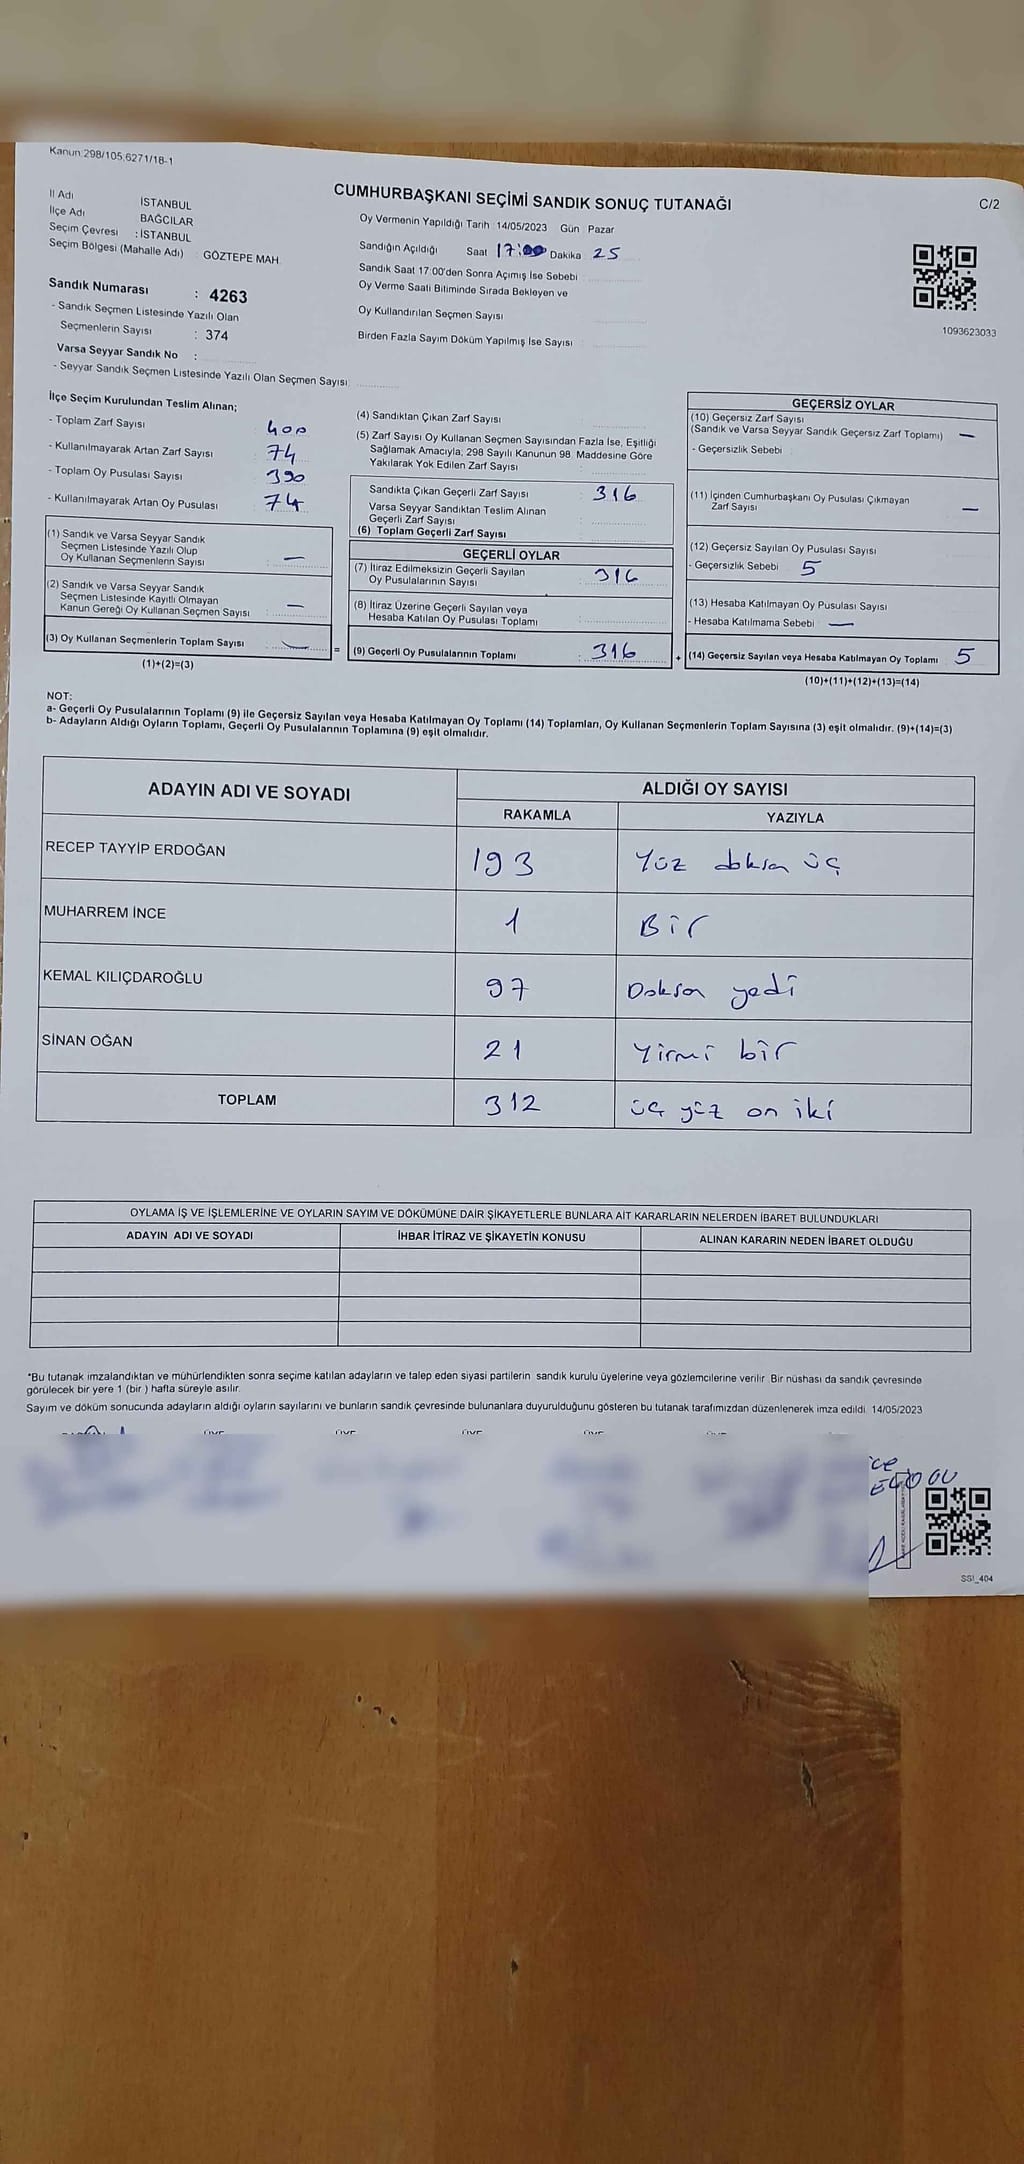 Kanun:298/105,6271/18-1
CUMHURBAŞKANI SEÇİMİ SANDIK SONUÇ TUTANAĞI
C/2
İl Adı İSTANBUL
İlçe Adı BAĞCILAR
Seçim Çevresi : İSTANBUL
Seçim Bölgesi (Mahalle Adı) : GÖZTEPE MAH.
Oy Vermenin Yapıldığı Tarih : 14/05/2023 Gün : Pazar
Sandığın Açıldığı Saat 17:00 Dakika 25
Sandık Saat 17:00'den Sonra Açımış İse Sebebi
Oy Verme Saati Bitiminde Sırada Bekleyen ve
Oy Kullandırılan Seçmen Sayısı
Birden Fazla Sayım Döküm Yapılmış İse Sayısı
1093623033
Sandık Numarası : 4263
- Sandık Seçmen Listesinde Yazılı Olan
Seçmenlerin Sayısı : 374
Varsa Seyyar Sandık No :
- Seyyar Sandık Seçmen Listesinde Yazılı Olan Seçmen Sayısı:
İlçe Seçim Kurulundan Teslim Alınan;
- Toplam Zarf Sayısı 400
- Kullanılmayarak Artan Zarf Sayısı 74
- Toplam Oy Pusulası Sayısı 390
- Kullanılmayarak Artan Oy Pusulası 74
(1) Sandık ve Varsa Seyyar Sandık
Seçmen Listesinde Yazılı Olup
Oy Kullanan Seçmenlerin Sayısı : —
(2) Sandık ve Varsa Seyyar Sandık
Seçmen Listesinde Kayıtlı Olmayan
Kanun Gereği Oy Kullanan Seçmen Sayısı : —
(3) Oy Kullanan Seçmenlerin Toplam Sayısı : —
(1)+(2)=(3)
=
(4) Sandıktan Çıkan Zarf Sayısı :
(5) Zarf Sayısı Oy Kullanan Seçmen Sayısından Fazla İse, Eşitliği
Sağlamak Amacıyla; 298 Sayılı Kanunun 98. Maddesine Göre
Yakılarak Yok Edilen Zarf Sayısı :
Sandıkta Çıkan Geçerli Zarf Sayısı : 316
Varsa Seyyar Sandıktan Teslim Alınan
Geçerli Zarf Sayısı :
(6) Toplam Geçerli Zarf Sayısı :
GEÇERLİ OYLAR
(7) İtiraz Edilmeksizin Geçerli Sayılan
Oy Pusulalarının Sayısı : 316
(8) İtiraz Üzerine Geçerli Sayılan veya
Hesaba Katılan Oy Pusulası Toplamı :
(9) Geçerli Oy Pusulalarının Toplamı : 316
+
GEÇERSİZ OYLAR
(10) Geçersiz Zarf Sayısı
(Sandık ve Varsa Seyyar Sandık Geçersiz Zarf Toplamı) —
- Geçersizlik Sebebi :
(11) İçinden Cumhurbaşkanı Oy Pusulası Çıkmayan
Zarf Sayısı —
(12) Geçersiz Sayılan Oy Pusulası Sayısı
- Geçersizlik Sebebi 5
(13) Hesaba Katılmayan Oy Pusulası Sayısı
- Hesaba Katılmama Sebebi —
(14) Geçersiz Sayılan veya Hesaba Katılmayan Oy Toplamı 5
(10)+(11)+(12)+(13)=(14)
NOT:
a- Geçerli Oy Pusulalarının Toplamı (9) ile Geçersiz Sayılan veya Hesaba Katılmayan Oy Toplamı (14) Toplamları, Oy Kullanan Seçmenlerin Toplam Sayısına (3) eşit olmalıdır. (9)+(14)=(3)
b- Adayların Aldığı Oyların Toplamı, Geçerli Oy Pusulalarının Toplamına (9) eşit olmalıdır.
ADAYIN ADI VE SOYADI ALDIĞI OY SAYISI
RAKAMLA YAZIYLA
RECEP TAYYİP ERDOĞAN 193 Yüz doksan üç
MUHARREM İNCE 1 Bir
KEMAL KILIÇDAROĞLU 97 Doksan yedi
SİNAN OĞAN 21 Yirmi bir
TOPLAM 312 üç yüz on iki
OYLAMA İŞ VE İŞLEMLERİNE VE OYLARIN SAYIM VE DÖKÜMÜNE DAİR ŞİKAYETLERLE BUNLARA AİT KARARLARIN NELERDEN İBARET BULUNDUKLARI
ADAYIN ADI VE SOYADI İHBAR İTİRAZ VE ŞİKAYETİN KONUSU ALINAN KARARIN NEDEN İBARET OLDUĞU
*Bu tutanak imzalandıktan ve mühürlendikten sonra seçime katılan adayların ve talep eden siyasi partilerin sandık kurulu üyelerine veya gözlemcilerine verilir. Bir nüshası da sandık çevresinde
görülecek bir yere 1 (bir ) hafta süreyle asılır.
Sayım ve döküm sonucunda adayların aldığı oyların sayılarını ve bunların sandık çevresinde bulunanlara duyurulduğunu gösteren bu tutanak tarafımızdan düzenlenerek imza edildi. 14/05/2023
SSI_404